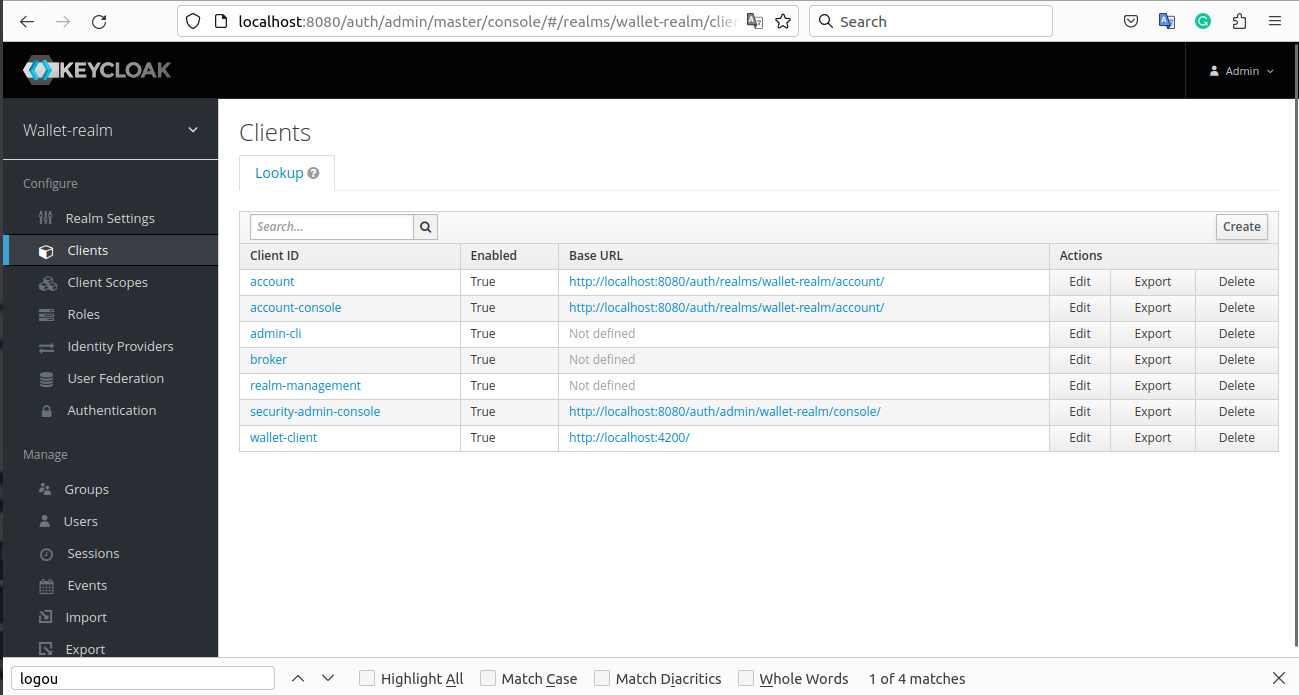 localhost:8080/auth/admin/master/console/#/realms/wallet-realm/clien
Search
KEYCLOAK
Admin
Wallet-realm
Configure
Realm Settings
Clients
Client Scopes
Roles
Identity Providers
User Federation
Authentication
Manage
Groups
Users
Sessions
Events
Import
Export
Clients
Lookup ?
Search...
Create
Client ID Enabled Base URL Actions
account True http://localhost:8080/auth/realms/wallet-realm/account/ Edit Export Delete
account-console True http://localhost:8080/auth/realms/wallet-realm/account/ Edit Export Delete
admin-cli True Not defined Edit Export Delete
broker True Not defined Edit Export Delete
realm-management True Not defined Edit Export Delete
security-admin-console True http://localhost:8080/auth/admin/wallet-realm/console/ Edit Export Delete
wallet-client True http://localhost:4200/ Edit Export Delete
logou Highlight All Match Case Match Diacritics Whole Words 1 of 4 matches